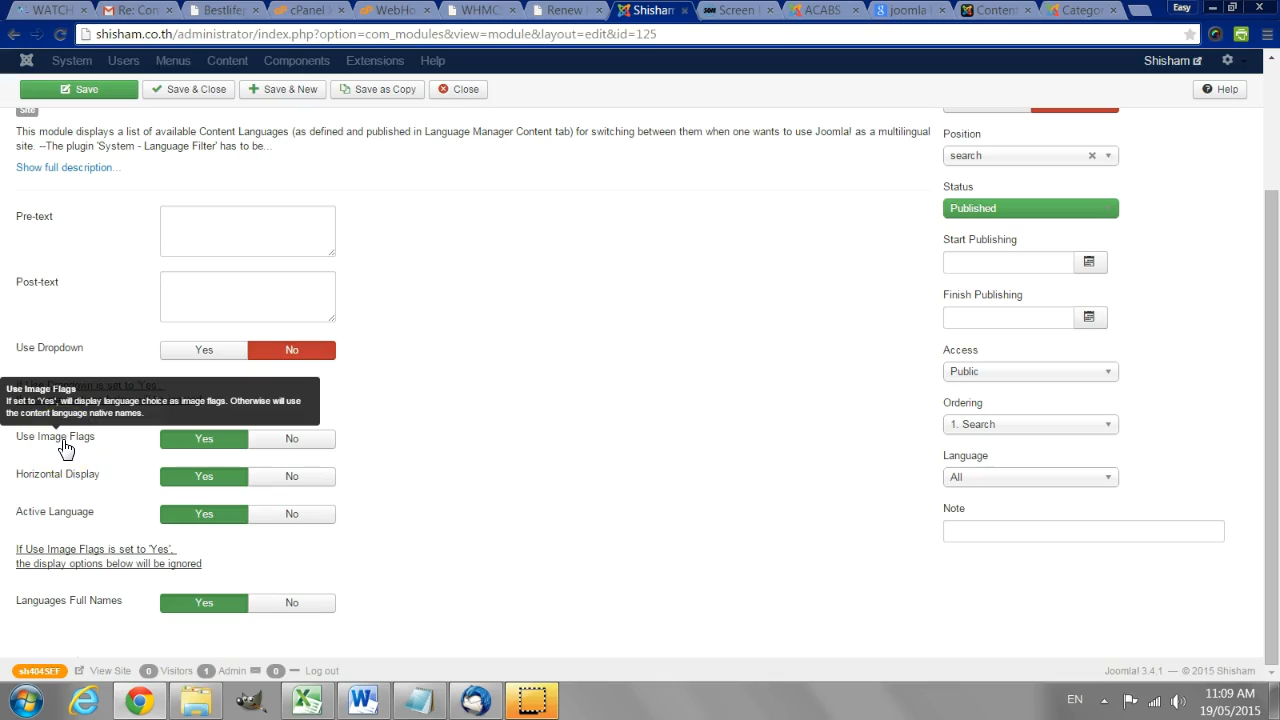 WATCH
Re: Con
Bestlife
cPanel
WebHo
WHMC
Renew
Shisham
Screen
ACABS
joomla
Content
Categor
Easy
shisham.co.th/administrator/index.php?option=com_modules&view=module&layout=edit&id=125
System Users Menus Content Components Extensions Help Shisham
Save Save & Close Save & New Save as Copy Close Help
Site
This module displays a list of available Content Languages (as defined and published in Language Manager Content tab) for switching between them when one wants to use Joomla! as a multilingual
site. --The plugin 'System - Language Filter' has to be...
Show full description...
Position
search
Status
Published
Start Publishing
Finish Publishing
Access
Public
Ordering
1. Search
Language
All
Note
Pre-text
Post-text
Use Dropdown Yes No
If Use Dropdown is set to 'Yes',
Use Image Flags
If set to 'Yes', will display language choice as image flags. Otherwise will use
the content language native names.
Use Image Flags Yes No
Horizontal Display Yes No
Active Language Yes No
If Use Image Flags is set to 'Yes',
the display options below will be ignored
Languages Full Names Yes No
sh404SEF View Site 0 Visitors 1 Admin 0 Log out Joomla! 3.4.1 — © 2015 Shisham
EN 11:09 AM
19/05/2015